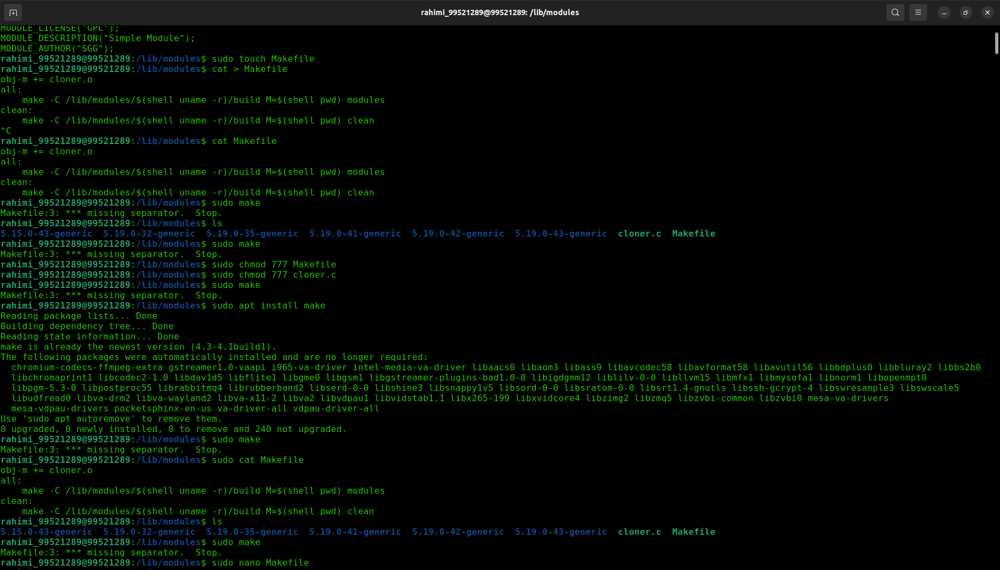 rahimi_99521289@99521289: /lib/modules
MODULE_LICENSE("GPL");
MODULE_DESCRIPTION("Simple Module");
MODULE_AUTHOR("SGG");
rahimi_99521289@99521289:/lib/modules$ sudo touch Makefile
rahimi_99521289@99521289:/lib/modules$ cat > Makefile
obj-m += cloner.o
all:
    make -C /lib/modules/$(shell uname -r)/build M=$(shell pwd) modules
clean:
    make -C /lib/modules/$(shell uname -r)/build M=$(shell pwd) clean
^C
rahimi_99521289@99521289:/lib/modules$ cat Makefile
obj-m += cloner.o
all:
    make -C /lib/modules/$(shell uname -r)/build M=$(shell pwd) modules
clean:
    make -C /lib/modules/$(shell uname -r)/build M=$(shell pwd) clean
rahimi_99521289@99521289:/lib/modules$ sudo make
Makefile:3: *** missing separator.  Stop.
rahimi_99521289@99521289:/lib/modules$ ls
5.15.0-43-generic  5.19.0-32-generic  5.19.0-35-generic  5.19.0-41-generic  5.19.0-42-generic  5.19.0-43-generic  cloner.c  Makefile
rahimi_99521289@99521289:/lib/modules$ sudo make
Makefile:3: *** missing separator.  Stop.
rahimi_99521289@99521289:/lib/modules$ sudo chmod 777 Makefile
rahimi_99521289@99521289:/lib/modules$ sudo chmod 777 cloner.c
rahimi_99521289@99521289:/lib/modules$ sudo make
Makefile:3: *** missing separator.  Stop.
rahimi_99521289@99521289:/lib/modules$ sudo apt install make
Reading package lists... Done
Building dependency tree... Done
Reading state information... Done
make is already the newest version (4.3-4.1build1).
The following packages were automatically installed and are no longer required:
  chromium-codecs-ffmpeg-extra gstreamer1.0-vaapi i965-va-driver intel-media-va-driver libaacs0 libaom3 libass9 libavcodec58 libavformat58 libavutil56 libbdplus0 libbluray2 libbs2b0
  libchromaprint1 libcodec2-1.0 libdav1d5 libflite1 libgme0 libgsm1 libgstreamer-plugins-bad1.0-0 libigdgmm12 liblilv-0-0 libllvm15 libmfx1 libmysofa1 libnorm1 libopenmpt0
  libpgm-5.3-0 libpostproc55 librabbitmq4 librubberband2 libserd-0-0 libshine3 libsnappy1v5 libsord-0-0 libsratom-0-0 libsrt1.4-gnutls libssh-gcrypt-4 libswresample3 libswscale5
  libudfread0 libva-drm2 libva-wayland2 libva-x11-2 libva2 libvdpau1 libvidstab1.1 libx265-199 libxvidcore4 libzimg2 libzmq5 libzvbi-common libzvbi0 mesa-va-drivers
  mesa-vdpau-drivers pocketsphinx-en-us va-driver-all vdpau-driver-all
Use 'sudo apt autoremove' to remove them.
0 upgraded, 0 newly installed, 0 to remove and 240 not upgraded.
rahimi_99521289@99521289:/lib/modules$ sudo make
Makefile:3: *** missing separator.  Stop.
rahimi_99521289@99521289:/lib/modules$ sudo cat Makefile
obj-m += cloner.o
all:
    make -C /lib/modules/$(shell uname -r)/build M=$(shell pwd) modules
clean:
    make -C /lib/modules/$(shell uname -r)/build M=$(shell pwd) clean
rahimi_99521289@99521289:/lib/modules$ ls
5.15.0-43-generic  5.19.0-32-generic  5.19.0-35-generic  5.19.0-41-generic  5.19.0-42-generic  5.19.0-43-generic  cloner.c  Makefile
rahimi_99521289@99521289:/lib/modules$ sudo make
Makefile:3: *** missing separator.  Stop.
rahimi_99521289@99521289:/lib/modules$ sudo nano Makefile